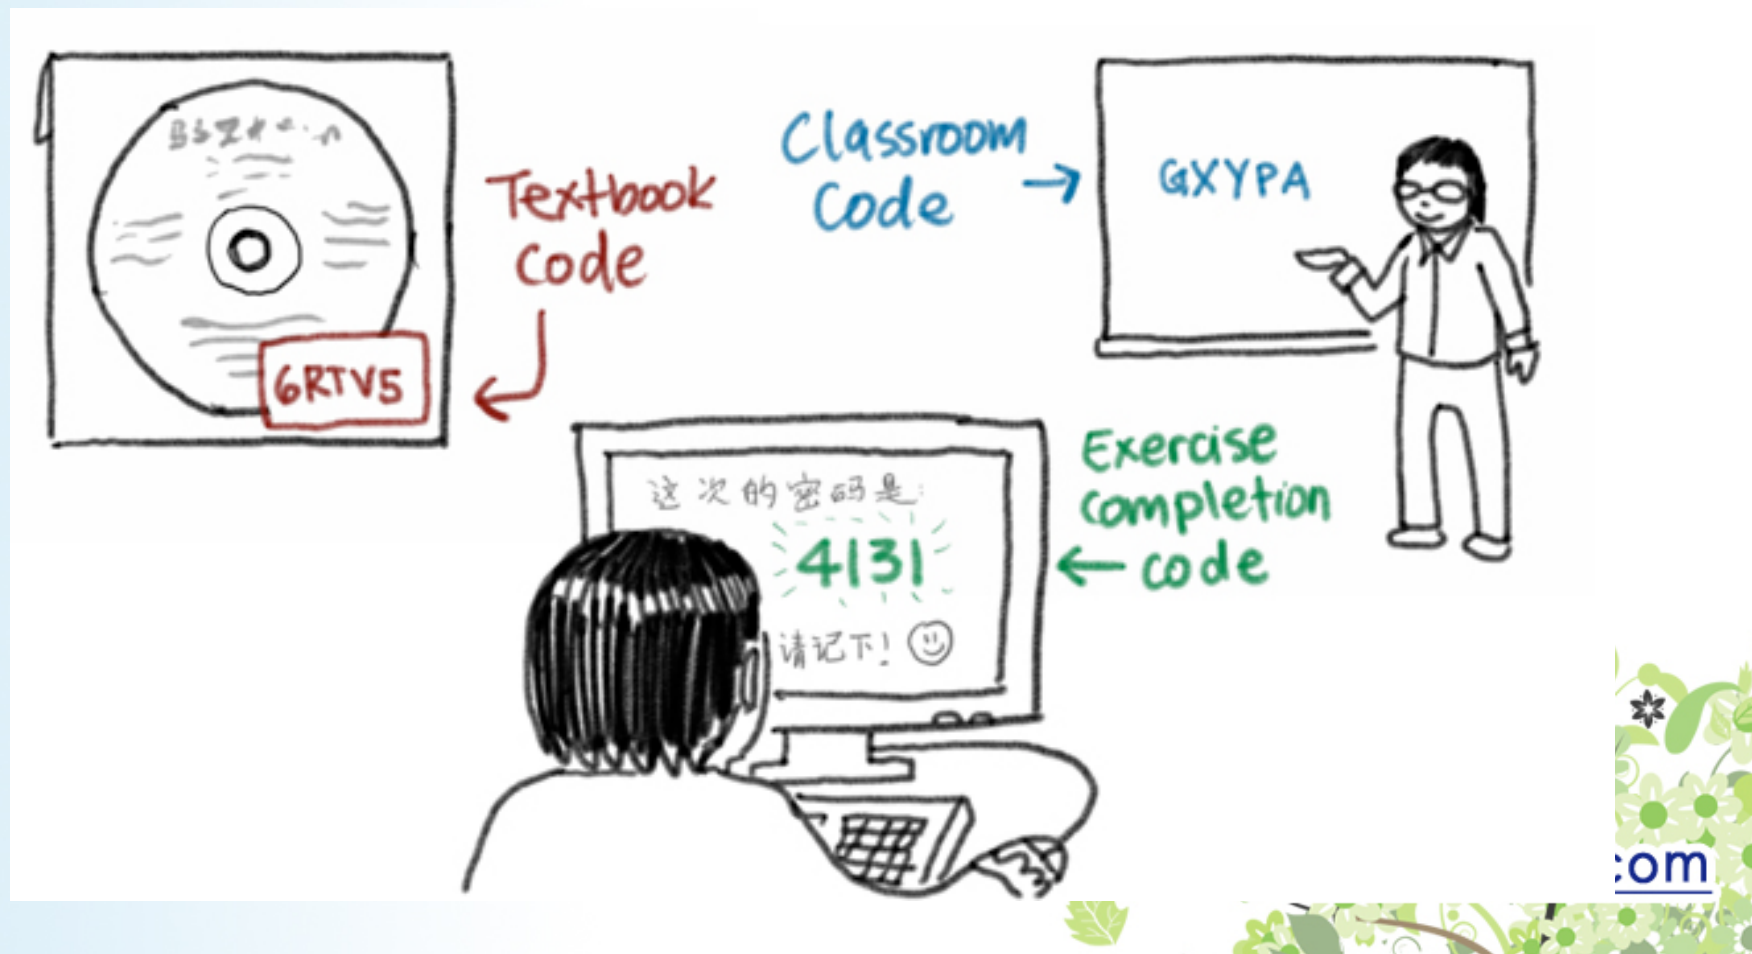 Textbook
Code
6RTV5
Classroom
Code
GXYPA
Exercise
completion
code
这次的密码是:
4131
请记下!
om